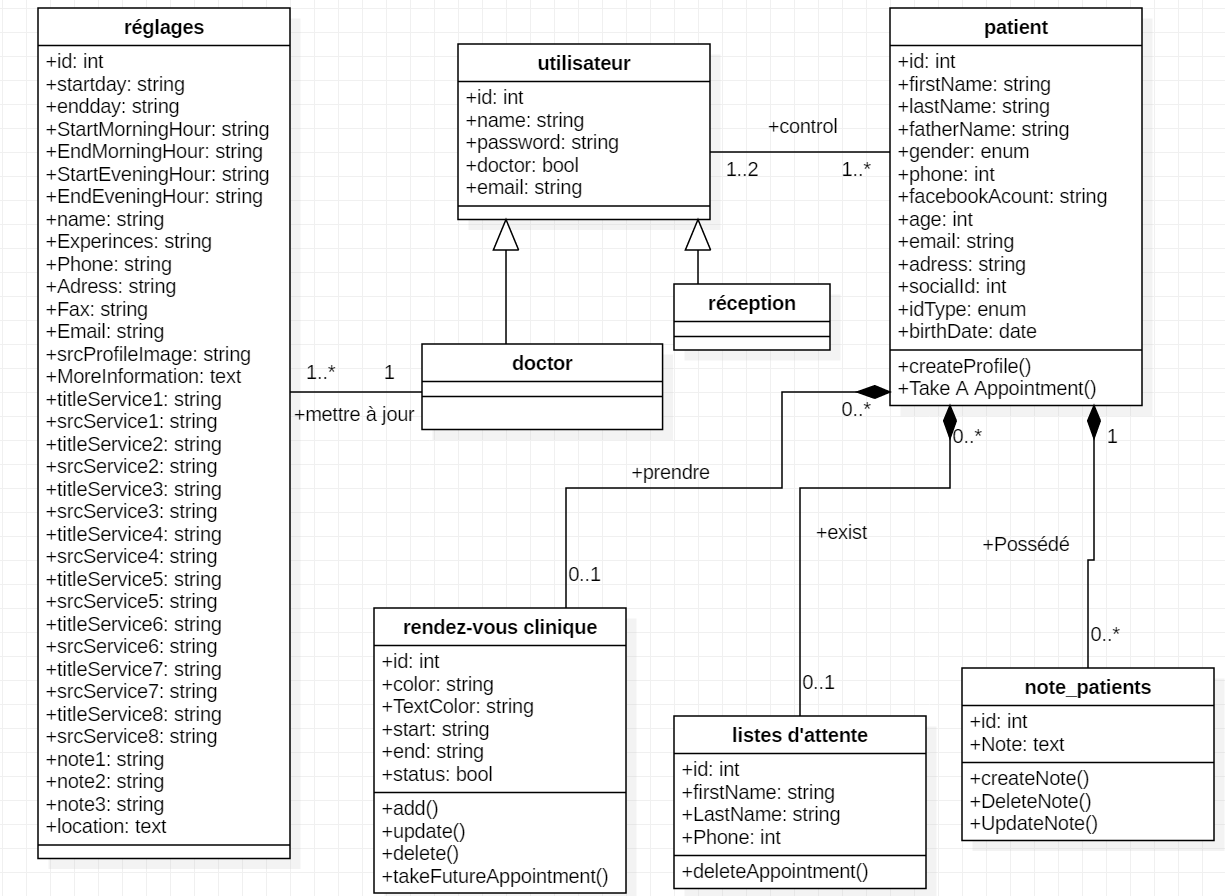 réglages
+id: int
+startday: string
+endday: string
+StartMorningHour: string
+EndMorningHour: string
+StartEveningHour: string
+EndEveningHour: string
+name: string
+Experinces: string
+Phone: string
+Adress: string
+Fax: string
+Email: string
+srcProfileImage: string
+MoreInformation: text
+titleService1: string
+srcService1: string
+titleService2: string
+srcService2: string
+titleService3: string
+srcService3: string
+titleService4: string
+srcService4: string
+titleService5: string
+srcService5: string
+titleService6: string
+srcService6: string
+titleService7: string
+srcService7: string
+titleService8: string
+srcService8: string
+note1: string
+note2: string
+note3: string
+location: text
1..*
1
+mettre à jour
utilisateur
+id: int
+name: string
+password: string
+doctor: bool
+email: string
+control
1..2
1..*
réception
doctor
patient
+id: int
+firstName: string
+lastName: string
+fatherName: string
+gender: enum
+phone: int
+facebookAcount: string
+age: int
+email: string
+adress: string
+socialId: int
+idType: enum
+birthDate: date
+createProfile()
+Take A Appointment()
0..*
0..*
1
+prendre
+exist
+Possédé
0..1
0..1
0..*
rendez-vous clinique
+id: int
+color: string
+TextColor: string
+start: string
+end: string
+status: bool
+add()
+update()
+delete()
+takeFutureAppointment()
listes d'attente
+id: int
+firstName: string
+LastName: string
+Phone: int
+deleteAppointment()
note_patients
+id: int
+Note: text
+createNote()
+DeleteNote()
+UpdateNote()